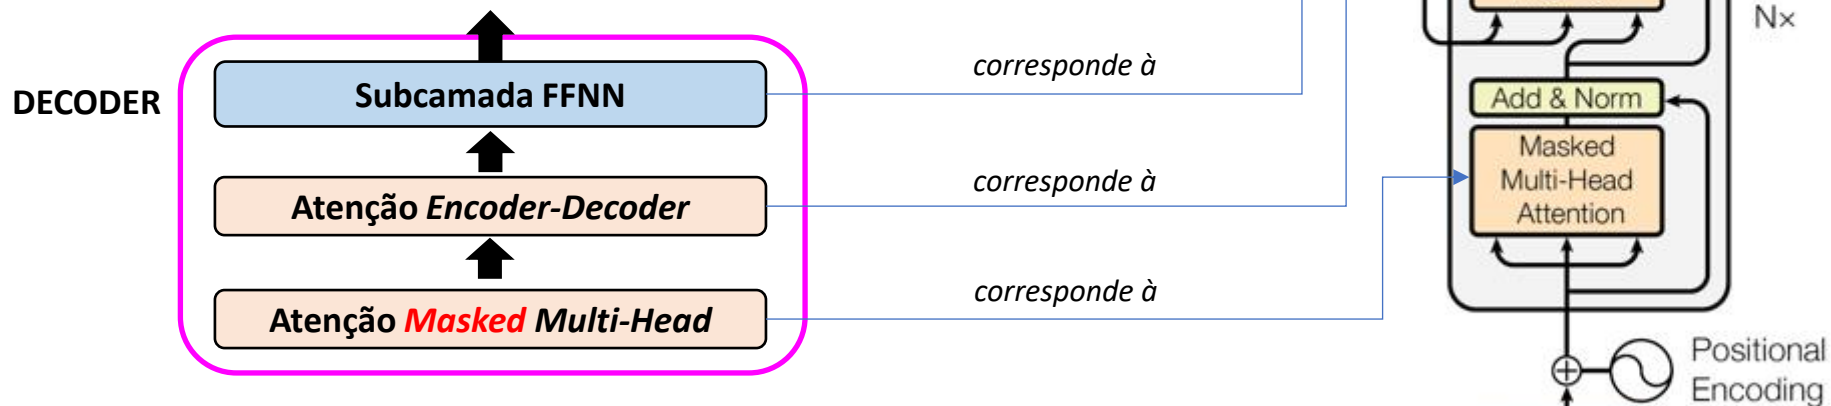 DECODER
Subcamada FFNN
Atenção Encoder-Decoder
Atenção Masked Multi-Head
corresponde à
corresponde à
corresponde à
Nx
Add & Norm
Masked
Multi-Head
Attention
Positional
Encoding